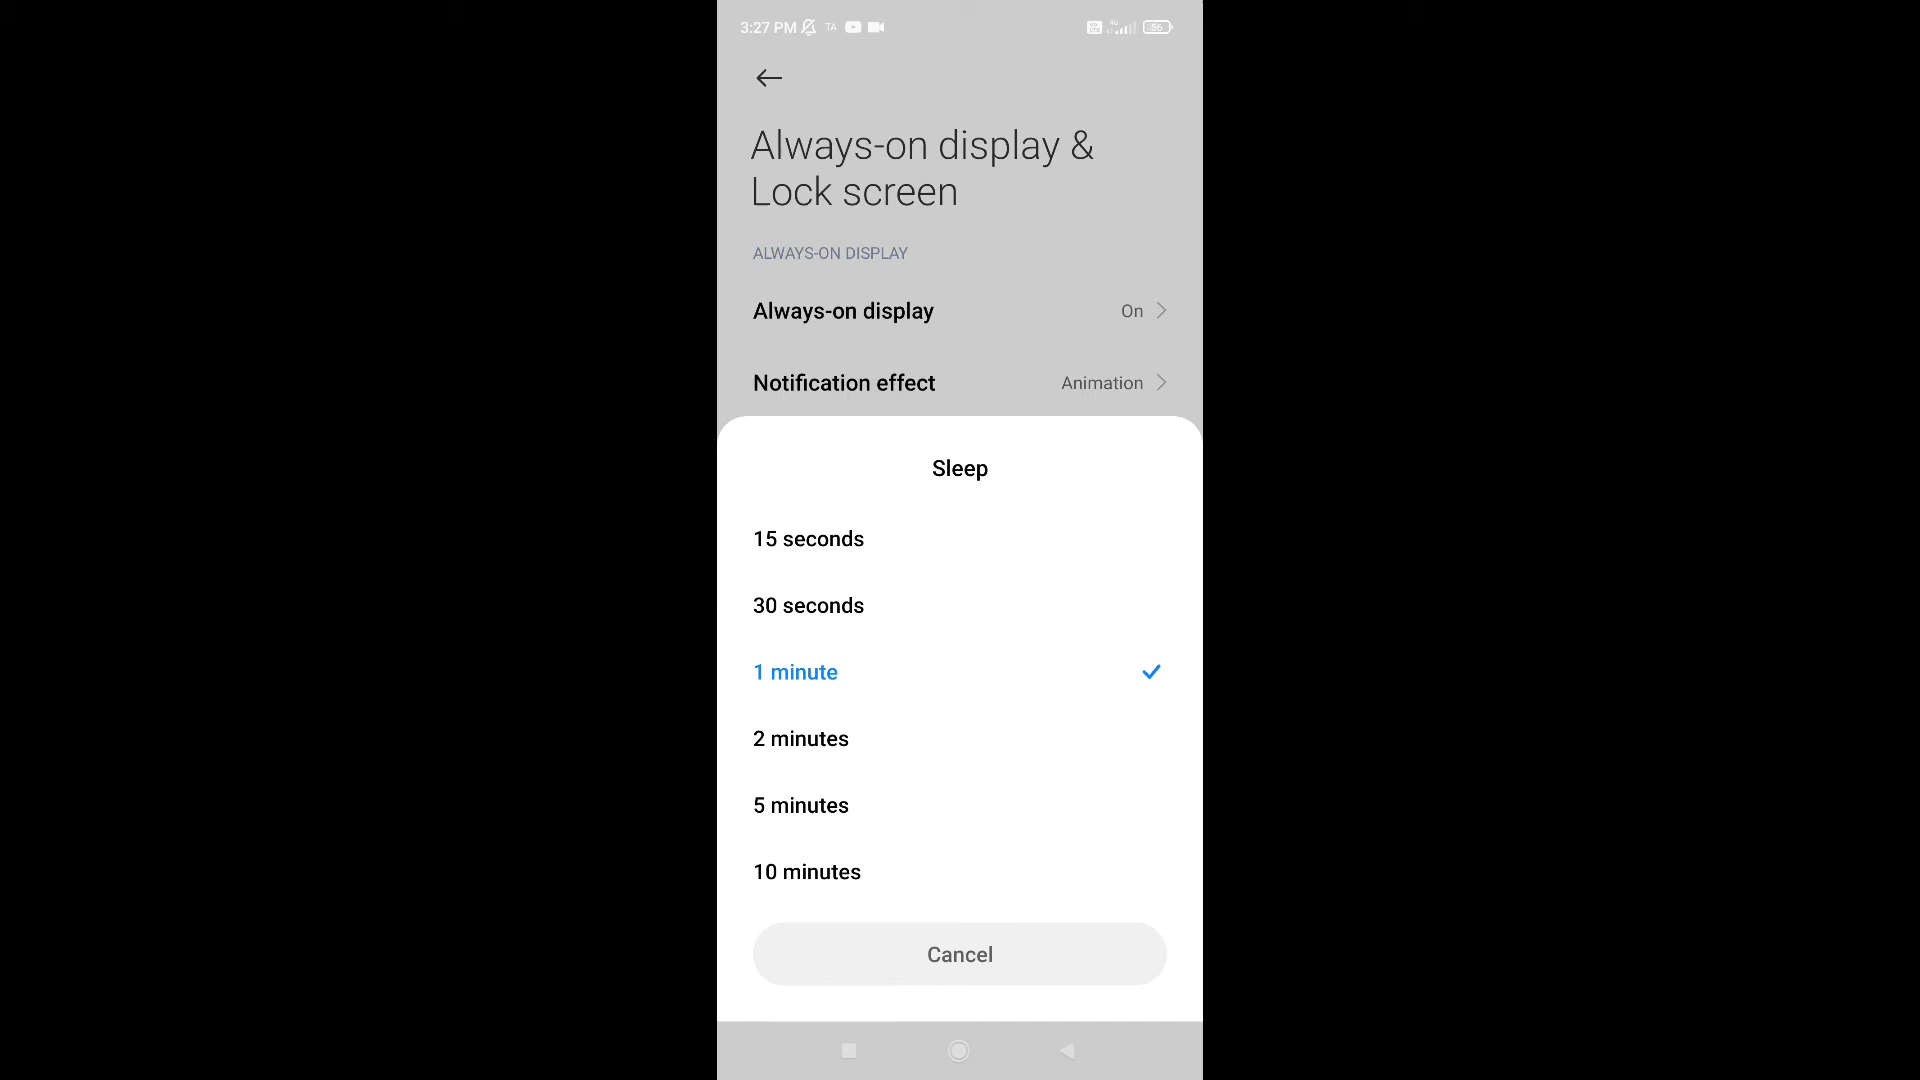 3:27 PM
56
Always-on display &
Lock screen
ALWAYS-ON DISPLAY
Always-on display On
Notification effect Animation
Sleep
15 seconds
30 seconds
1 minute
2 minutes
5 minutes
10 minutes
Cancel